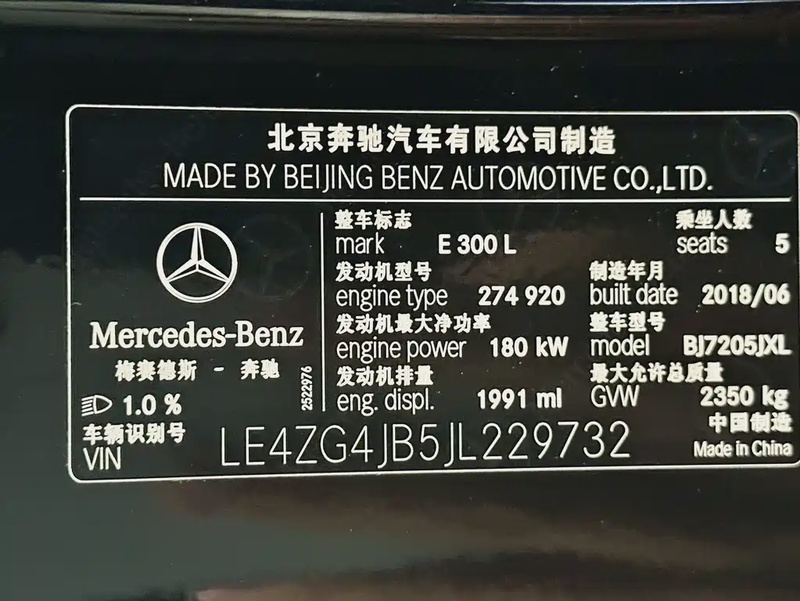 北京奔驰汽车有限公司制造
MADE BY BEIJING BENZ AUTOMOTIVE CO.,LTD.
Mercedes-Benz
梅赛德斯 - 奔驰
1.0 %
2522976
整车标志
mark E 300 L
乘坐人数
seats 5
发动机型号
engine type 274 920
制造年月
built date 2018/06
发动机最大净功率
engine power 180 kW
整车型号
model BJ7205JXL
发动机排量
eng. displ. 1991 ml
最大允许总质量
GVW 2350 kg
车辆识别号
VIN LE4ZG4JB5JL229732
中国制造
Made in China